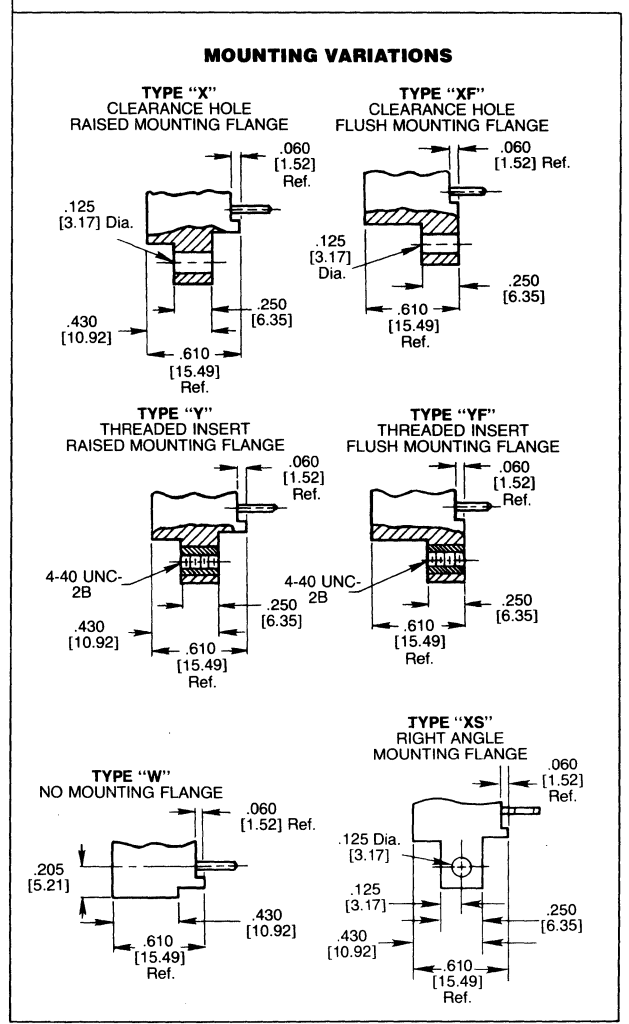 MOUNTING VARIATIONS
TYPE “X”
CLEARANCE HOLE
RAISED MOUNTING FLANGE
.060
[1.52]
Ref.
.125
[3.17] Dia.
.250
[6.35]
.430
[10.92]
.610
[15.49]
Ref.
TYPE “XF”
CLEARANCE HOLE
FLUSH MOUNTING FLANGE
.060
[1.52] Ref.
.125
[3.17]
Dia.
.250
[6.35]
.610
[15.49]
Ref.
TYPE “Y”
THREADED INSERT
RAISED MOUNTING FLANGE
.060
[1.52]
Ref.
4-40 UNC-
2B
.250
[6.35]
.430
[10.92]
.610
[15.49]
Ref.
TYPE “YF”
THREADED INSERT
FLUSH MOUNTING FLANGE
.060
[1.52]
Ref.
4-40 UNC-
2B
.250
[6.35]
.610
[15.49]
Ref.
TYPE “W”
NO MOUNTING FLANGE
.060
[1.52] Ref.
.205
[5.21]
.430
[10.92]
.610
[15.49]
Ref.
TYPE “XS”
RIGHT ANGLE
MOUNTING FLANGE
.060
[1.52]
Ref.
.125 Dia.
[3.17]
.125
[3.17]
.250
[6.35]
.430
[10.92]
.610
[15.49]
Ref.